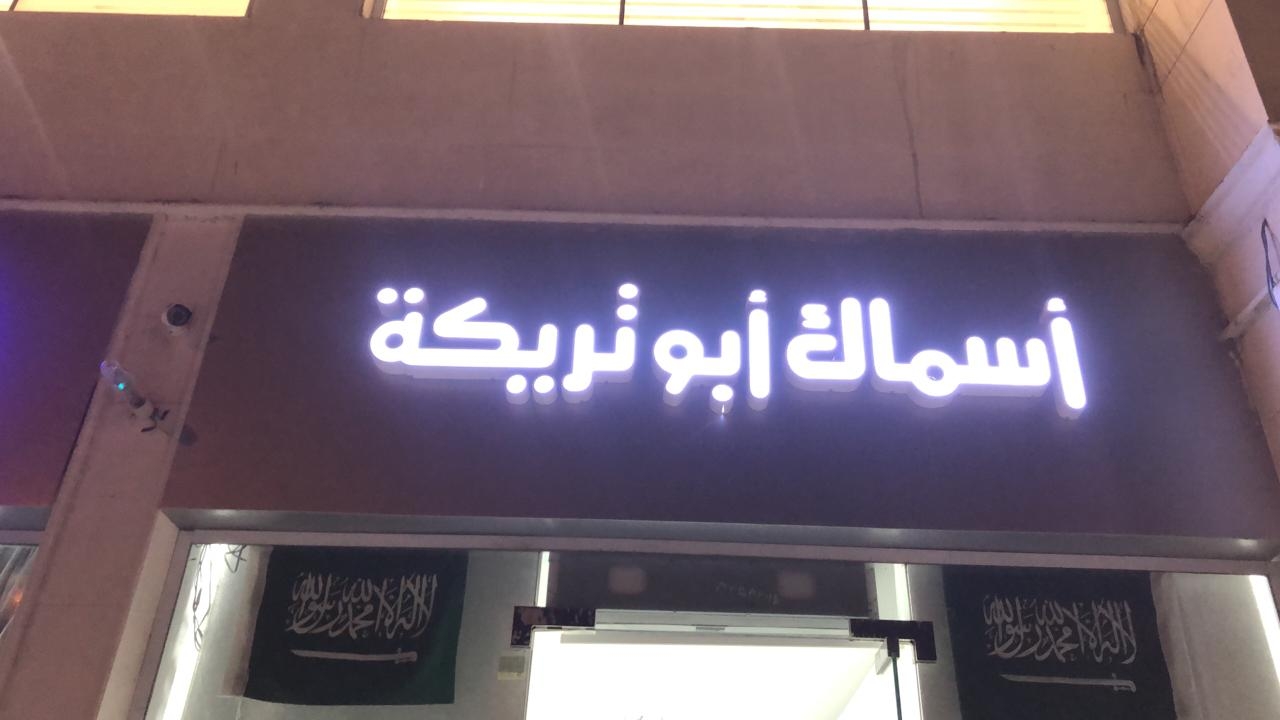 أسماك أبو تريكة
لا إله إلا الله محمد رسول الله
لا إله إلا الله محمد رسول الله